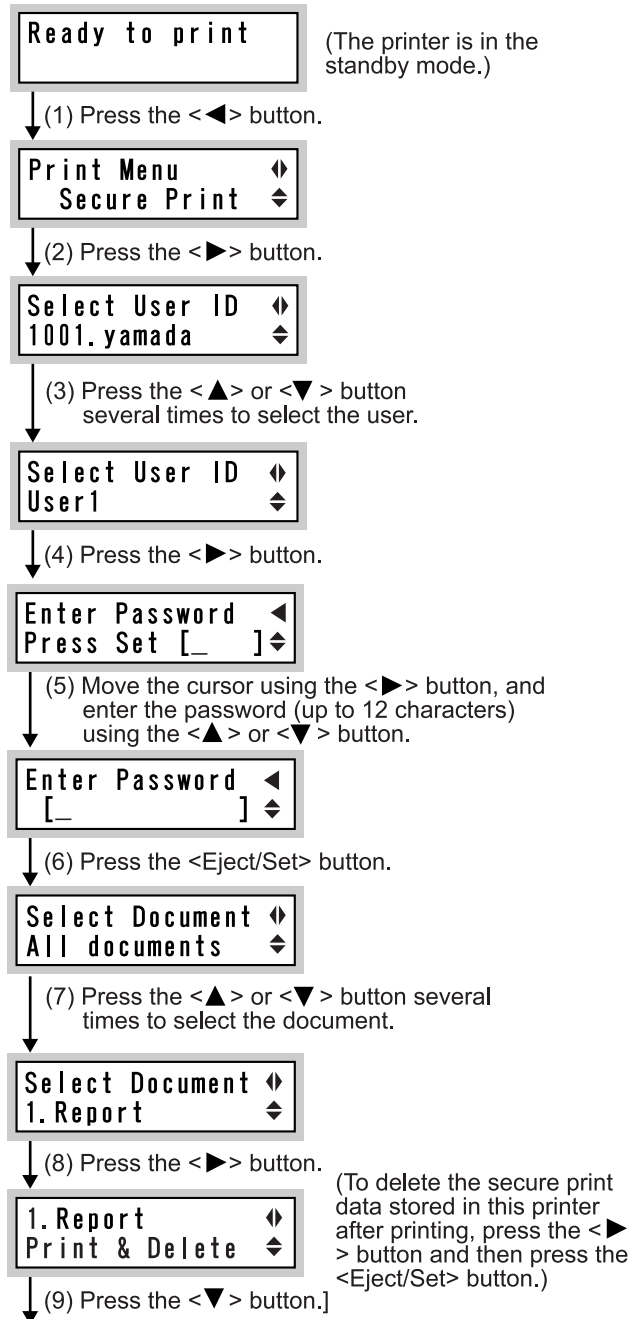 Ready to print
(The printer is in the
standby mode.)
(1) Press the <◀> button.
Print Menu
Secure Print
(2) Press the <▶> button.
Select User ID
1001.yamada
(3) Press the <▲> or <▼> button
several times to select the user.
Select User ID
User1
(4) Press the <▶> button.
Enter Password
Press Set [_ ]
(5) Move the cursor using the <▶> button, and
enter the password (up to 12 characters)
using the <▲> or <▼> button.
Enter Password
[_ ]
(6) Press the <Eject/Set> button.
Select Document
All documents
(7) Press the <▲> or <▼> button several
times to select the document.
Select Document
1.Report
(8) Press the <▶> button.
1.Report
Print & Delete
(To delete the secure print
data stored in this printer
after printing, press the <▶
> button and then press the
<Eject/Set> button.)
(9) Press the <▼> button.]